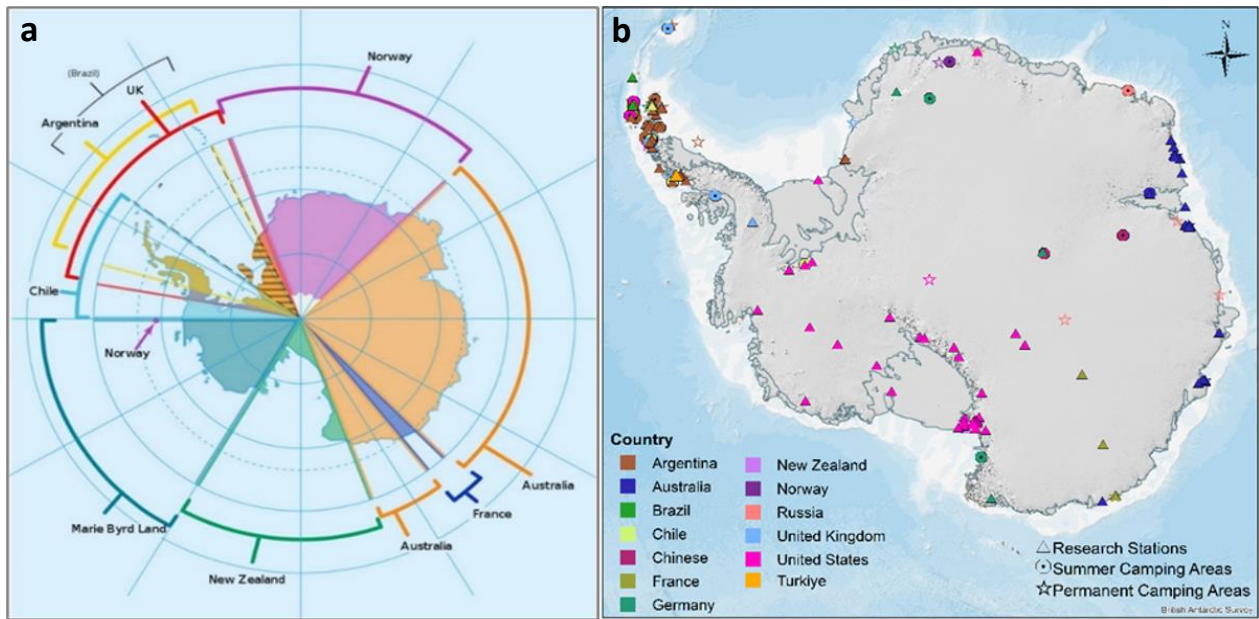 a
Norway
(Brazil)
UK
Argentina
Chile
Norway
Marie Byrd Land
New Zealand
Australia
France
Australia
b
N
Country
Argentina
Australia
Brazil
Chile
Chinese
France
Germany
New Zealand
Norway
Russia
United Kingdom
United States
Turkiye
Research Stations
Summer Camping Areas
Permanent Camping Areas
British Antarctic Survey